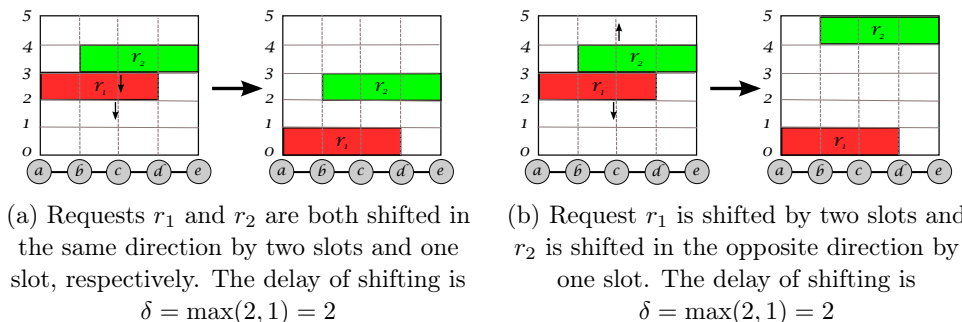 5 5 5 5
4 r₂ 4 4 r₂ 4 r₂
3 3 3 3
r₁ r₂ r₁
2 2 2 2
1 1 1 1
r₁ r₁
0 0 0 0
a b c d e a b c d e a b c d e a b c d e
(a) Requests r₁ and r₂ are both shifted in
the same direction by two slots and one
slot, respectively. The delay of shifting is
δ = max(2, 1) = 2
(b) Request r₁ is shifted by two slots and
r₂ is shifted in the opposite direction by
one slot. The delay of shifting is
δ = max(2, 1) = 2